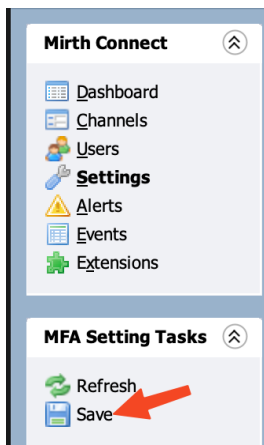 Mirth Connect
Dashboard
Channels
Users
Settings
Alerts
Events
Extensions
MFA Setting Tasks
Refresh
Save